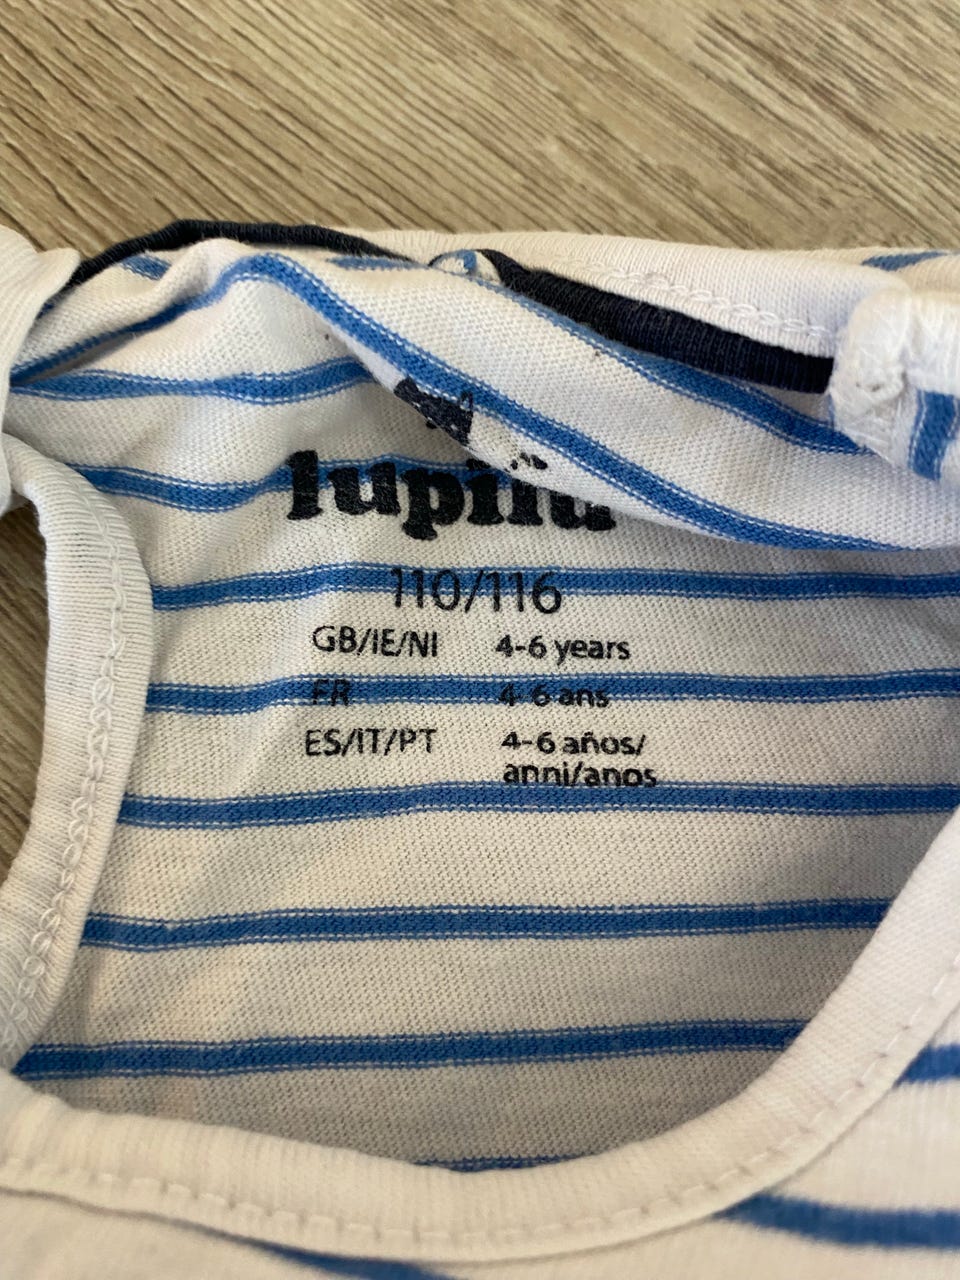 lupilu
110/116
GB/IE/NI 4-6 years
FR 4-6 ans
ES/IT/PT 4-6 años/
anni/anos